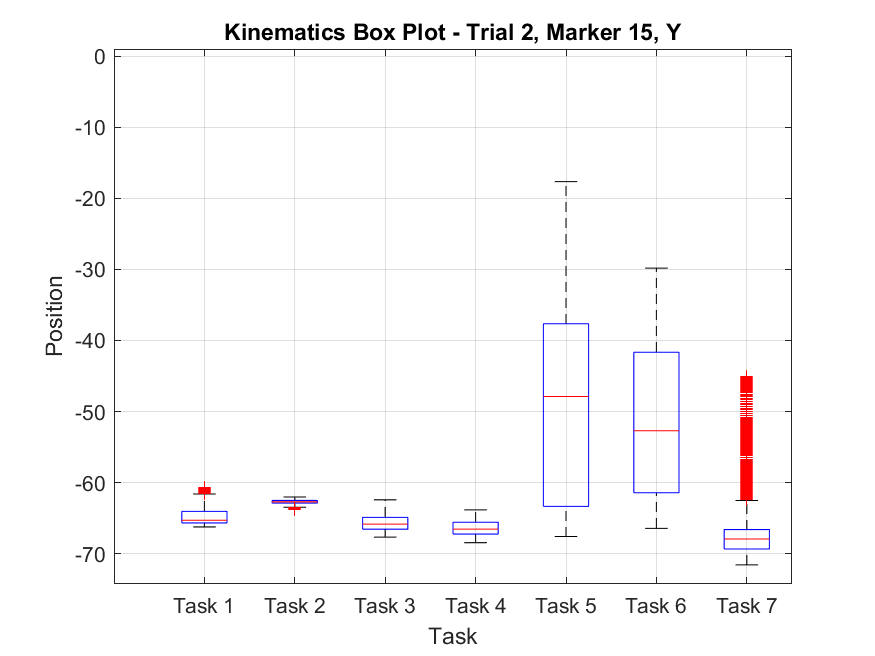 Kinematics Box Plot - Trial 2, Marker 15, Y
0
-10
-20
-30
-40
-50
-60
-70
Position
Task 1 Task 2 Task 3 Task 4 Task 5 Task 6 Task 7
Task